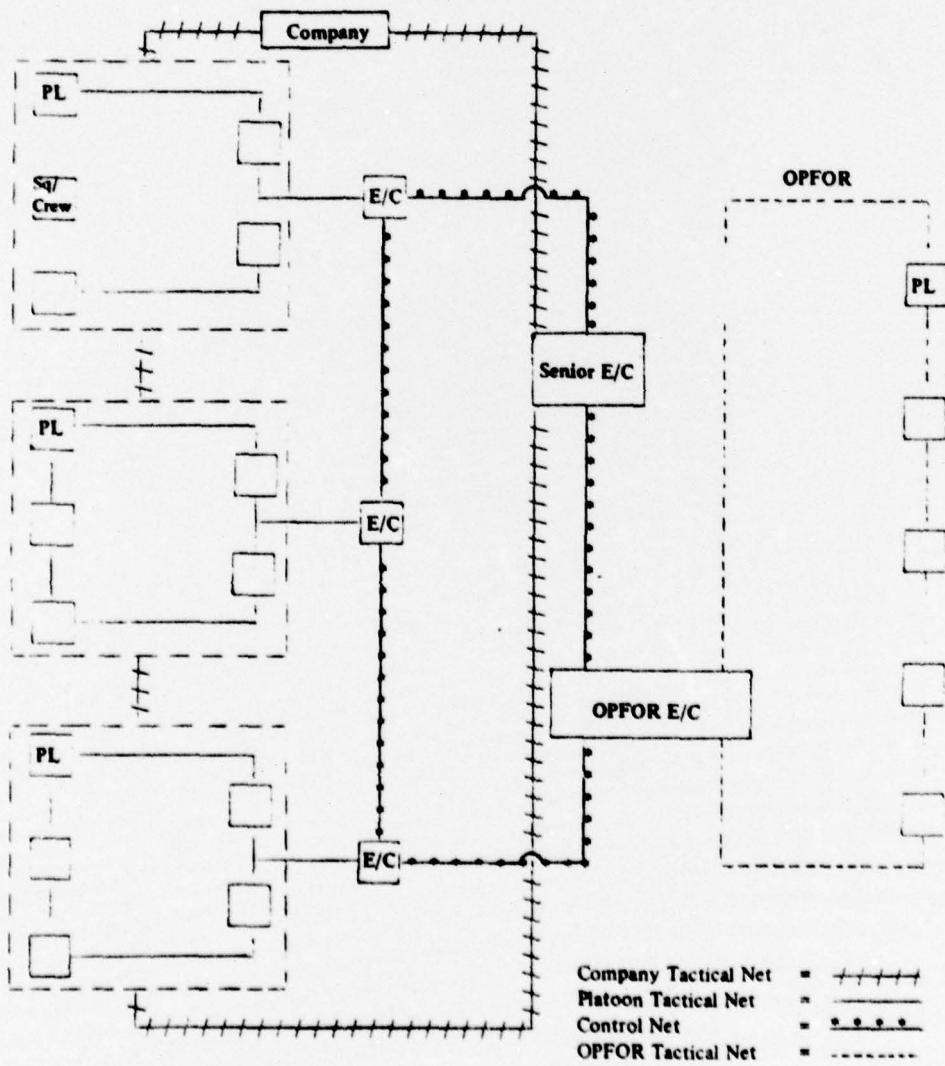 Company
PL
Sq/
Crew
E/C
OPFOR
PL
Senior E/C
PL
E/C
OPFOR E/C
PL
E/C
Company Tactical Net =
Platoon Tactical Net =
Control Net =
OPFOR Tactical Net =